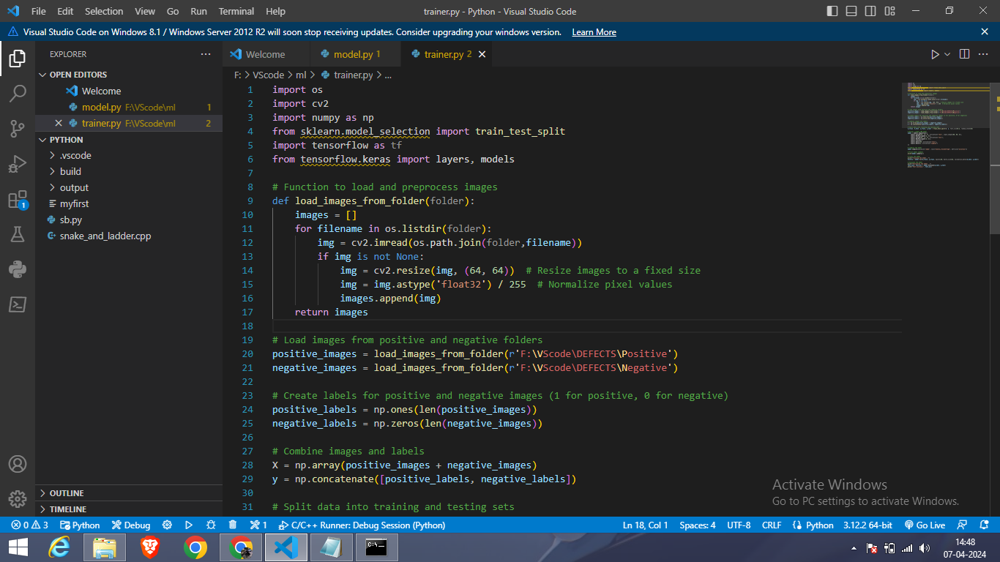 File Edit Selection View Go Run Terminal Help trainer.py - Python - Visual Studio Code
Visual Studio Code on Windows 8.1 / Windows Server 2012 R2 will soon stop receiving updates. Consider upgrading your windows version. Learn More
EXPLORER
OPEN EDITORS
Welcome
model.py F:\VScode\ml 1
trainer.py F:\VScode\ml 2
PYTHON
.vscode
build
output
myfirst
sb.py
snake_and_ladder.cpp
OUTLINE
TIMELINE
1
Welcome model.py 1 trainer.py 2
F: > VScode > ml > trainer.py > ...
1 import os
2 import cv2
3 import numpy as np
4 from sklearn.model_selection import train_test_split
5 import tensorflow as tf
6 from tensorflow.keras import layers, models
7
8 # Function to load and preprocess images
9 def load_images_from_folder(folder):
10 images = []
11 for filename in os.listdir(folder):
12 img = cv2.imread(os.path.join(folder,filename))
13 if img is not None:
14 img = cv2.resize(img, (64, 64))  # Resize images to a fixed size
15 img = img.astype('float32') / 255  # Normalize pixel values
16 images.append(img)
17 return images
18
19 # Load images from positive and negative folders
20 positive_images = load_images_from_folder(r'F:\VScode\DEFECTS\Positive')
21 negative_images = load_images_from_folder(r'F:\VScode\DEFECTS\Negative')
22
23 # Create labels for positive and negative images (1 for positive, 0 for negative)
24 positive_labels = np.ones(len(positive_images))
25 negative_labels = np.zeros(len(negative_images))
26
27 # Combine images and labels
28 X = np.array(positive_images + negative_images)
29 y = np.concatenate([positive_labels, negative_labels])
30
31 # Split data into training and testing sets
Activate Windows
Go to PC settings to activate Windows.
0 3 Python Debug 1 C/C++ Runner: Debug Session (Python) Ln 18, Col 1 Spaces: 4 UTF-8 CRLF Python 3.12.2 64-bit Go Live
14:48
07-04-2024